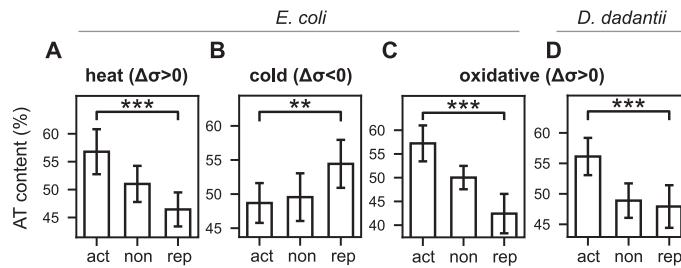 E. coli
D. dadantii
A
B
C
D
heat (Δσ>0)
cold (Δσ<0)
oxidative (Δσ>0)
AT content (%)
***
60
55
50
45
act non rep
**
60
55
50
45
act non rep
***
60
55
50
45
40
act non rep
***
60
55
50
45
act non rep